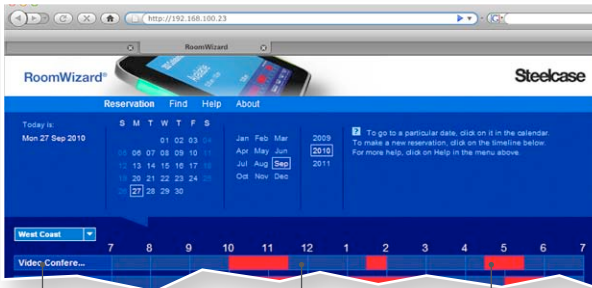 http://192.168.100.23
RoomWizard
RoomWizard®
Steelcase
Reservation Find Help About
Today is:
Mon 27 Sep 2010
S M T W T F S
01 02 03 04
05 06 07 08 09 10 11
12 13 14 15 16 17 18
19 20 21 22 23 24 25
26 27 28 29 30
Jan Feb Mar
Apr May Jun
Jul Aug Sep
Oct Nov Dec
2009
2010
2011
? To go to a particular date, click on it in the calendar.
To make a new reservation, click on the timeline below.
For more help, click on Help in the menu above.
West Coast
7 8 9 10 11 12 1 2 3 4 5 6 7
Video Confere...